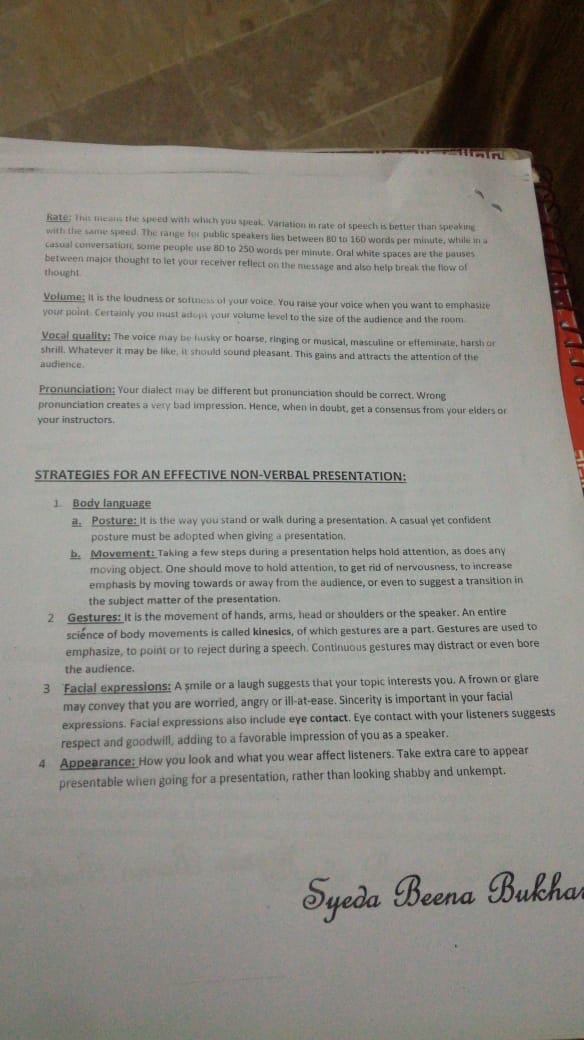 Rate: This means the speed with which you speak. Variation in rate of speech is better than speaking
with the same speed. The range for public speakers lies between 80 to 160 words per minute, while in a
casual conversation, some people use 80 to 250 words per minute. Oral white spaces are the pauses
between major thought to let your receiver reflect on the message and also help break the flow of
thought.
Volume: It is the loudness or softness of your voice. You raise your voice when you want to emphasize
your point. Certainly you must adopt your volume level to the size of the audience and the room.
Vocal quality: The voice may be husky or hoarse, ringing or musical, masculine or effeminate, harsh or
shrill. Whatever it may be like, it should sound pleasant. This gains and attracts the attention of the
audience.
Pronunciation: Your dialect may be different but pronunciation should be correct. Wrong
pronunciation creates a very bad impression. Hence, when in doubt, get a consensus from your elders or
your instructors.
STRATEGIES FOR AN EFFECTIVE NON-VERBAL PRESENTATION:
1. Body language
a. Posture: It is the way you stand or walk during a presentation. A casual yet confident
posture must be adopted when giving a presentation.
b. Movement: Taking a few steps during a presentation helps hold attention, as does any
moving object. One should move to hold attention, to get rid of nervousness, to increase
emphasis by moving towards or away from the audience, or even to suggest a transition in
the subject matter of the presentation.
2 Gestures: It is the movement of hands, arms, head or shoulders or the speaker. An entire
science of body movements is called kinesics, of which gestures are a part. Gestures are used to
emphasize, to point or to reject during a speech. Continuous gestures may distract or even bore
the audience.
3 Facial expressions: A smile or a laugh suggests that your topic interests you. A frown or glare
may convey that you are worried, angry or ill-at-ease. Sincerity is important in your facial
expressions. Facial expressions also include eye contact. Eye contact with your listeners suggests
respect and goodwill, adding to a favorable impression of you as a speaker.
4 Appearance: How you look and what you wear affect listeners. Take extra care to appear
presentable when going for a presentation, rather than looking shabby and unkempt.
Syeda Beena Bukhar